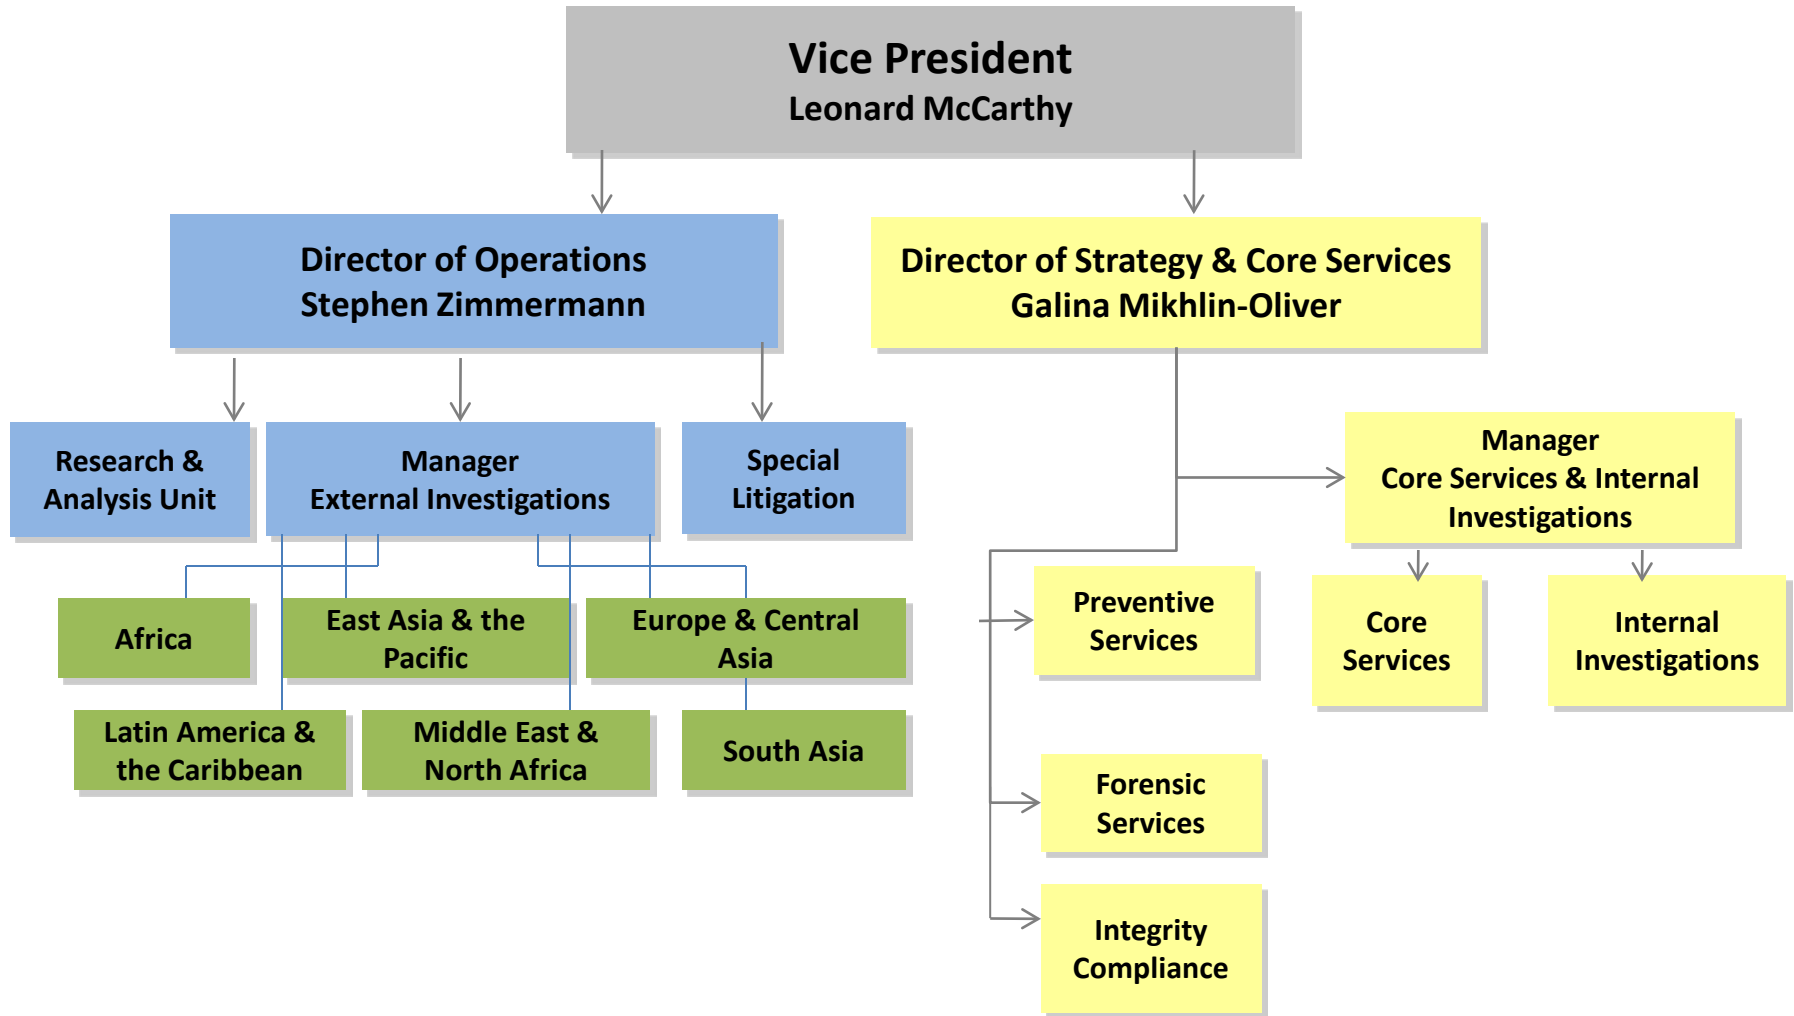 Vice President
Leonard McCarthy
Director of Operations
Stephen Zimmermann
Director of Strategy & Core Services
Galina Mikhlin-Oliver
Research &
Analysis Unit
Manager
External Investigations
Special
Litigation
Manager
Core Services & Internal
Investigations
Africa
East Asia & the
Pacific
Europe & Central
Asia
Latin America &
the Caribbean
Middle East &
North Africa
South Asia
Preventive
Services
Core
Services
Internal
Investigations
Forensic
Services
Integrity
Compliance